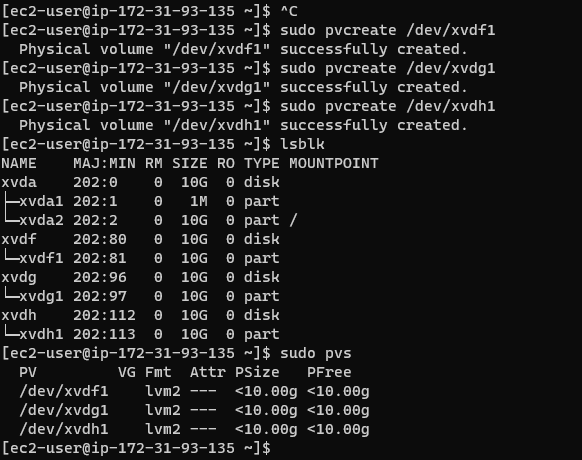 [ec2-user@ip-172-31-93-135 ~]$ ^C
[ec2-user@ip-172-31-93-135 ~]$ sudo pvcreate /dev/xvdf1
  Physical volume "/dev/xvdf1" successfully created.
[ec2-user@ip-172-31-93-135 ~]$ sudo pvcreate /dev/xvdg1
  Physical volume "/dev/xvdg1" successfully created.
[ec2-user@ip-172-31-93-135 ~]$ sudo pvcreate /dev/xvdh1
  Physical volume "/dev/xvdh1" successfully created.
[ec2-user@ip-172-31-93-135 ~]$ lsblk
NAME    MAJ:MIN RM SIZE RO TYPE MOUNTPOINT
xvda    202:0    0  10G  0 disk
├─xvda1 202:1    0   1M  0 part
└─xvda2 202:2    0  10G  0 part /
xvdf    202:80   0  10G  0 disk
└─xvdf1 202:81   0  10G  0 part
xvdg    202:96   0  10G  0 disk
└─xvdg1 202:97   0  10G  0 part
xvdh    202:112  0  10G  0 disk
└─xvdh1 202:113  0  10G  0 part
[ec2-user@ip-172-31-93-135 ~]$ sudo pvs
  PV         VG Fmt  Attr PSize   PFree
  /dev/xvdf1    lvm2 ---  <10.00g <10.00g
  /dev/xvdg1    lvm2 ---  <10.00g <10.00g
  /dev/xvdh1    lvm2 ---  <10.00g <10.00g
[ec2-user@ip-172-31-93-135 ~]$